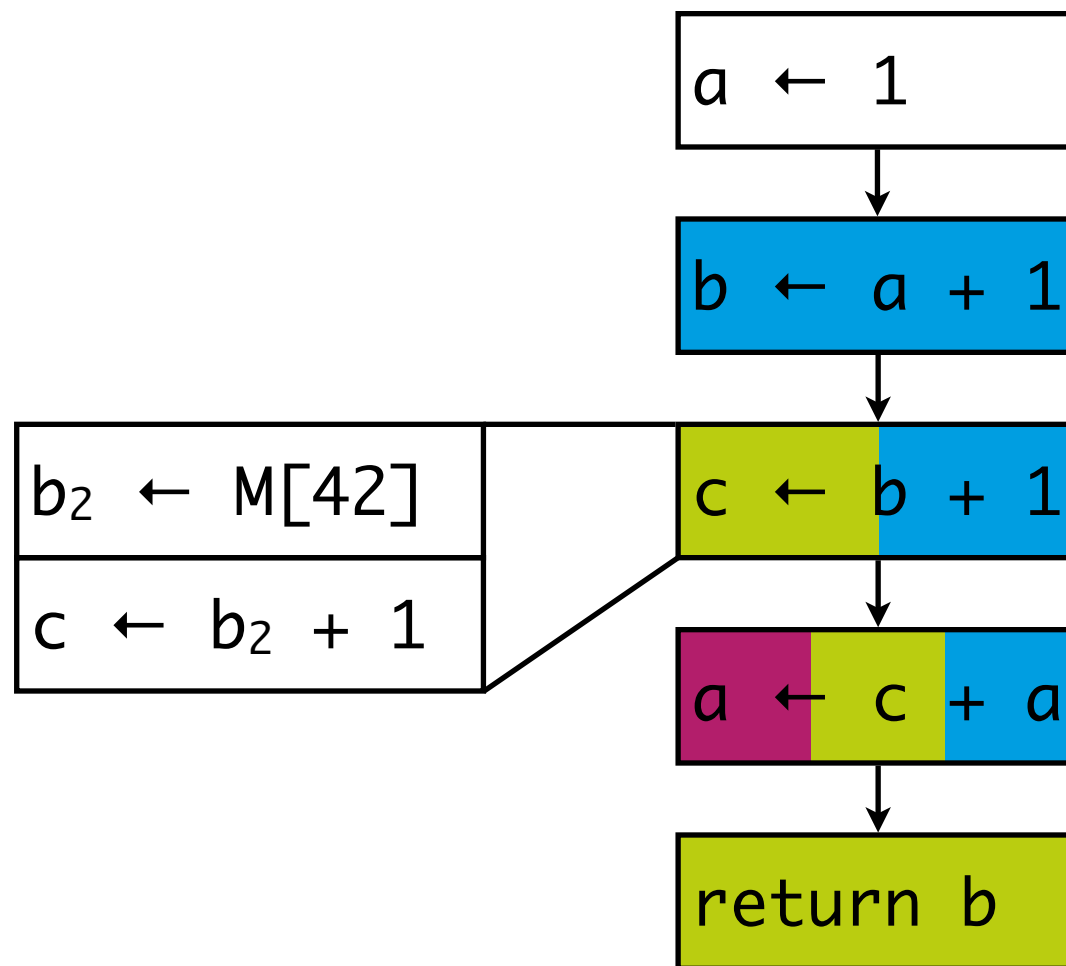 a ← 1
b ← a + 1
b₂ ← M[42]
c ← b₂ + 1
c ← b + 1
a ← c + a
return b